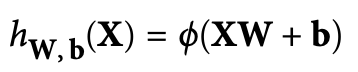 h_{W, b}(X) = ϕ(XW + b)